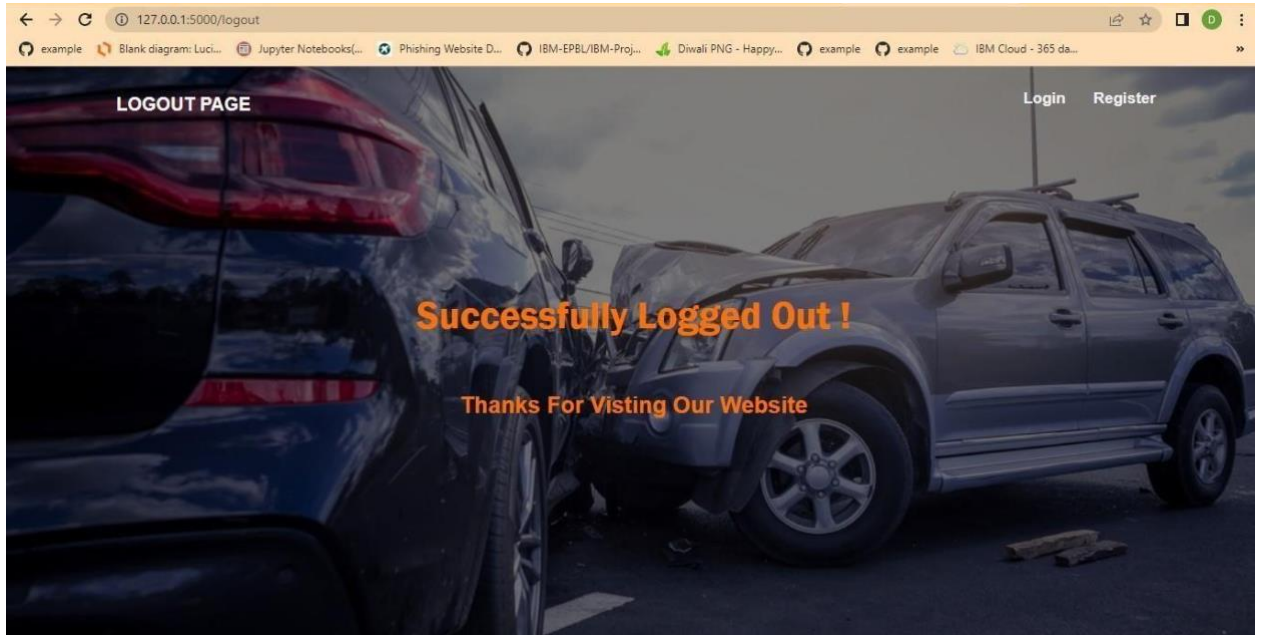 127.0.0.1:5000/logout
D
example Blank diagram: Luci... Jupyter Notebooks(... Phishing Website D... IBM-EPBL/IBM-Proj... Diwali PNG - Happy... example example IBM Cloud - 365 da... »
LOGOUT PAGE Login Register
Successfully Logged Out !
Thanks For Visting Our Website